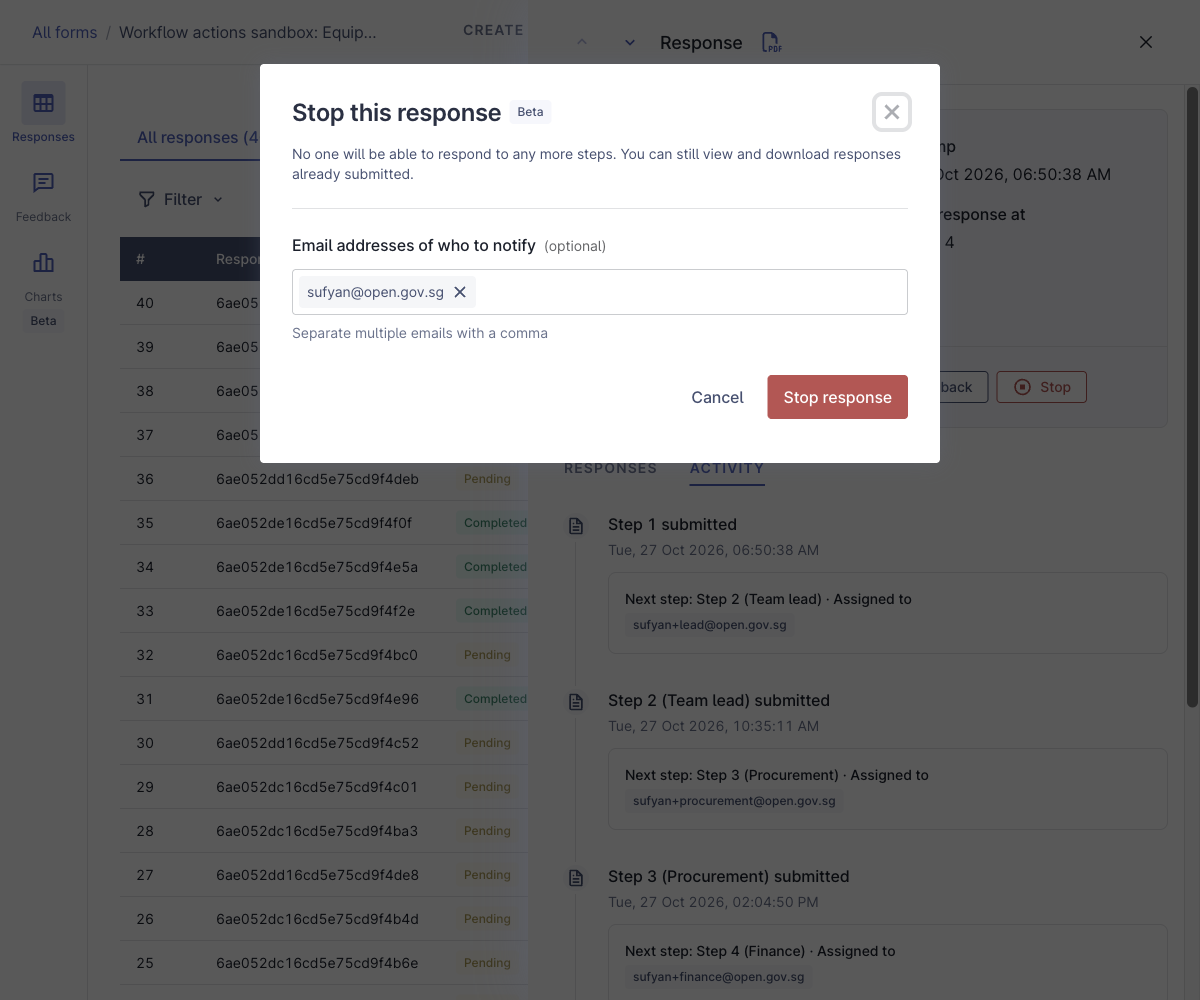 All forms / Workflow actions sandbox: Equip...
CREATE
Response
PDF
Responses
Feedback
Charts
Beta
All responses (4
Filter
# Respo
40 6ae05
39 6ae05
38 6ae05
37 6ae05
36 6ae052dd16cd5e75cd9f4deb Pending
35 6ae052de16cd5e75cd9f4f0f Completed
34 6ae052de16cd5e75cd9f4e5a Completed
33 6ae052de16cd5e75cd9f4f2e Completed
32 6ae052dc16cd5e75cd9f4bc0 Pending
31 6ae052de16cd5e75cd9f4e96 Completed
30 6ae052dc16cd5e75cd9f4c52 Pending
29 6ae052dc16cd5e75cd9f4c01 Pending
28 6ae052dc16cd5e75cd9f4ba3 Pending
27 6ae052dd16cd5e75cd9f4de8 Pending
26 6ae052dc16cd5e75cd9f4b4d Pending
25 6ae052dc16cd5e75cd9f4b6e Pending
Stop this response Beta
No one will be able to respond to any more steps. You can still view and download responses
already submitted.
Email addresses of who to notify (optional)
sufyan@open.gov.sg
Separate multiple emails with a comma
Cancel
Stop response
mp
Oct 2026, 06:50:38 AM
response at
4
back
Stop
RESPONSES
ACTIVITY
Step 1 submitted
Tue, 27 Oct 2026, 06:50:38 AM
Next step: Step 2 (Team lead) · Assigned to
sufyan+lead@open.gov.sg
Step 2 (Team lead) submitted
Tue, 27 Oct 2026, 10:35:11 AM
Next step: Step 3 (Procurement) · Assigned to
sufyan+procurement@open.gov.sg
Step 3 (Procurement) submitted
Tue, 27 Oct 2026, 02:04:50 PM
Next step: Step 4 (Finance) · Assigned to
sufyan+finance@open.gov.sg